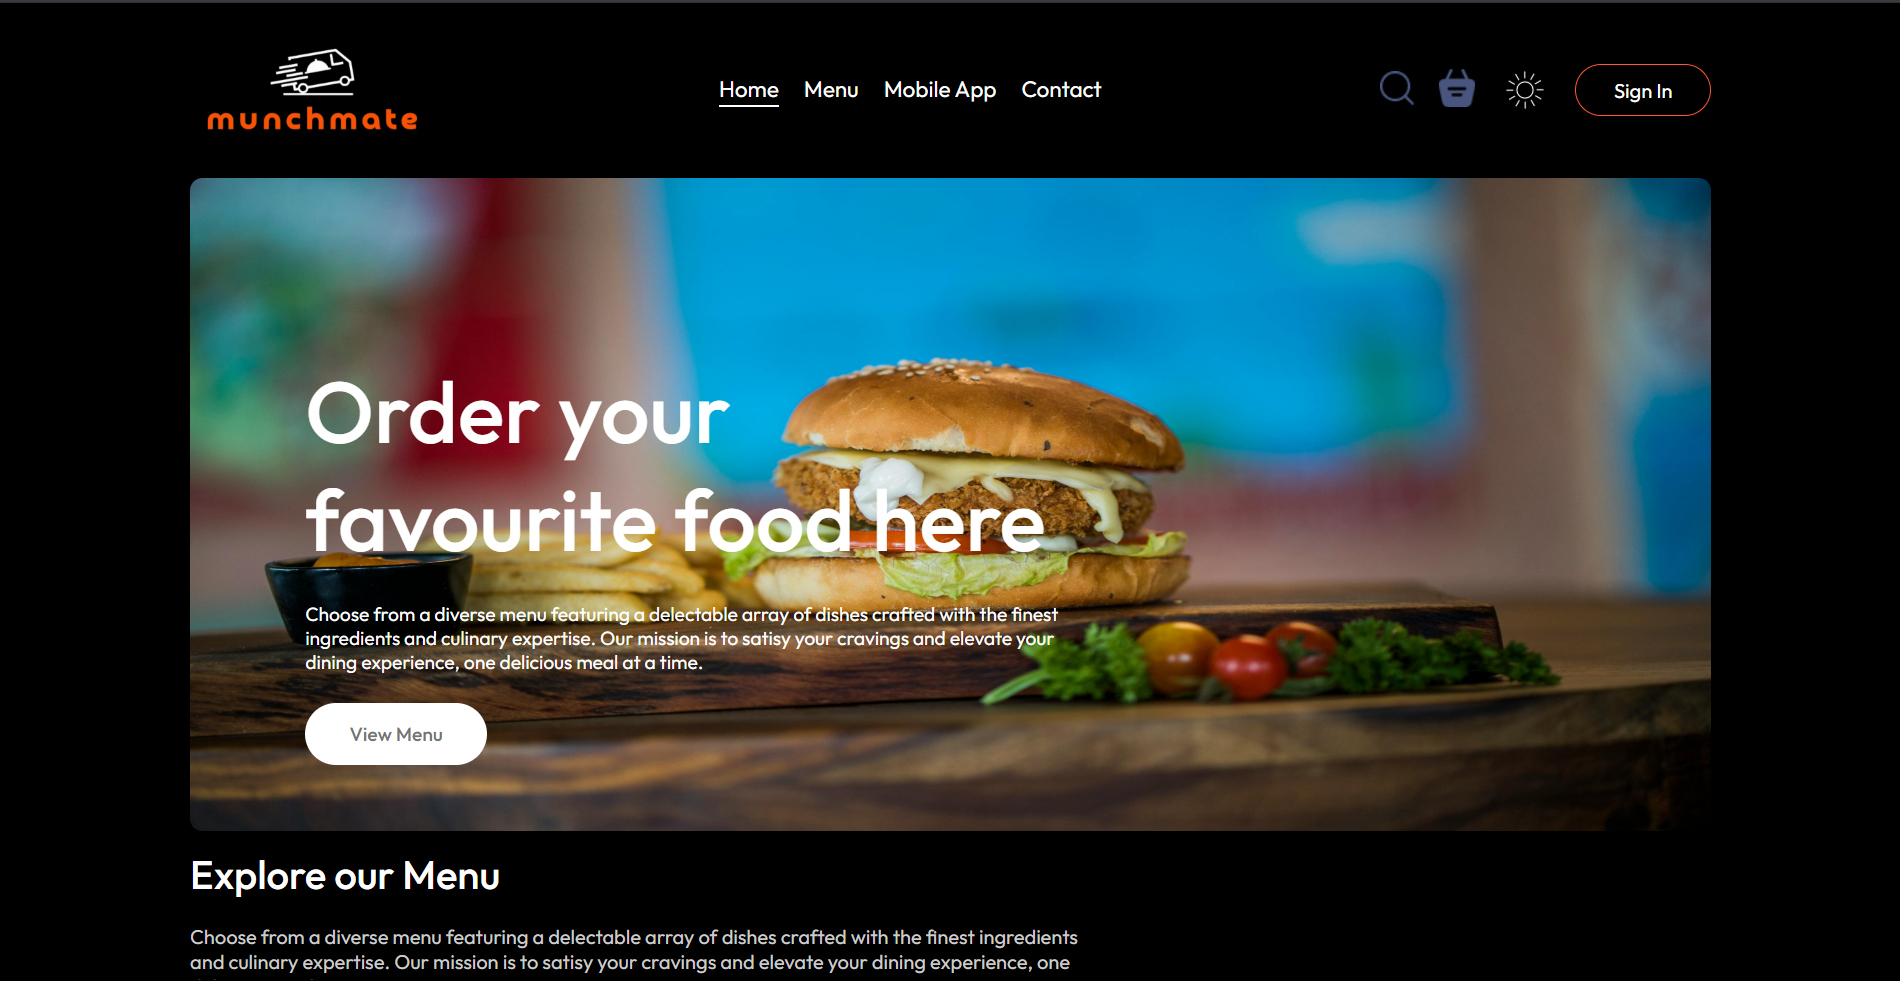 munchmate
Home Menu Mobile App Contact
Sign In
Order your
favourite food here
Choose from a diverse menu featuring a delectable array of dishes crafted with the finest
ingredients and culinary expertise. Our mission is to satisy your cravings and elevate your
dining experience, one delicious meal at a time.
View Menu
Explore our Menu
Choose from a diverse menu featuring a delectable array of dishes crafted with the finest ingredients
and culinary expertise. Our mission is to satisy your cravings and elevate your dining experience, one